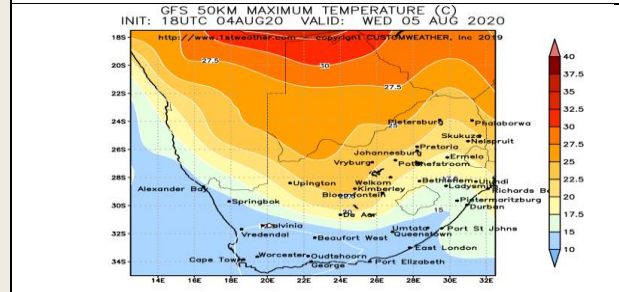 GFS 50KM MAXIMUM TEMPERATURE (C)
INIT: 18UTC 04AUG20 VALID: WED 05 AUG 2020
http://www.1stweather.com copyright CUSTOMWEATHER, Inc 2019
18S
20S
22S
24S
26S
28S
30S
32S
34S
14E 16E 18E 20E 22E 24E 26E 28E 30E 32E
27.5
30
27.5
25
15
40
37.5
35
32.5
30
27.5
25
22.5
20
17.5
15
10
Pietersburg
Phalaborwa
Skukuza
Nelspruit
Pretoria
Johannesburg
Ermelo
Vryburg
Potchefstroom
Welkom
Bethlehem
Ulundi
Ladysmith
Richards Ba
Alexander Bay
Upington
Kimberley
Bloemfontein
Springbok
Pietermaritzburg
Durban
De Aar
Calvinia
Vredendal
Beaufort West
Umtata
Port St Johns
Queenstown
East London
Worcester
Oudtshoorn
Cape Town
George
Port Elizabeth